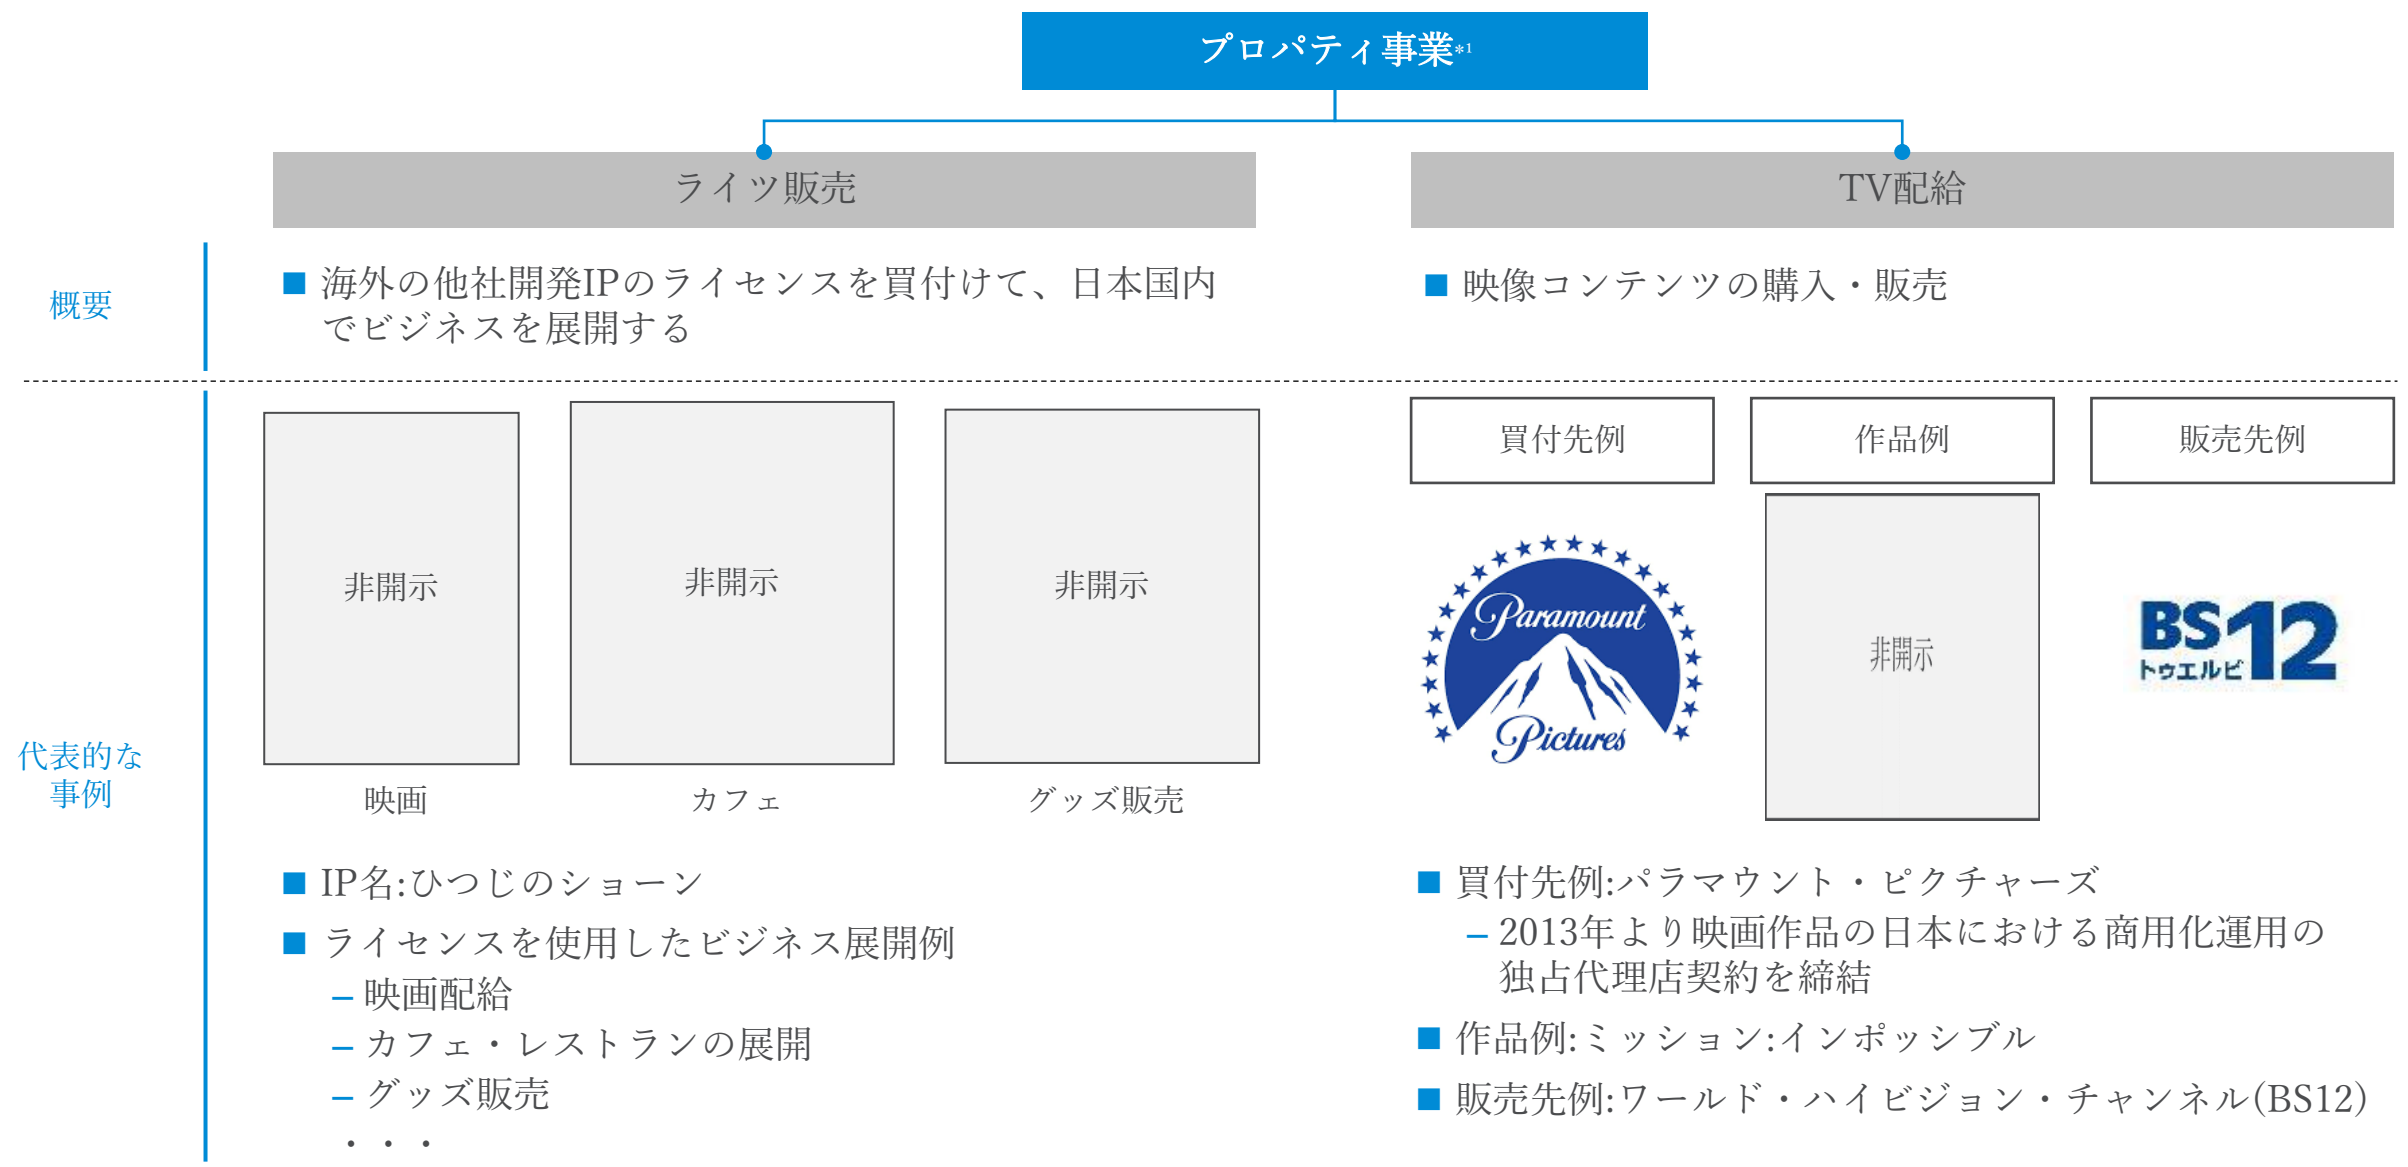 プロパティ事業*1
ライツ販売
TV配給
概要
■ 海外の他社開発IPのライセンスを買付けて、日本国内
でビジネスを展開する
■ 映像コンテンツの購入・販売
代表的な
事例
非開示
非開示
非開示
映画
カフェ
グッズ販売
■ IP名:ひつじのショーン
■ ライセンスを使用したビジネス展開例
– 映画配給
– カフェ・レストランの展開
– グッズ販売
・・・
買付先例
作品例
販売先例
Paramount
Pictures
非開示
BS12
トゥエルビ
■ 買付先例:パラマウント・ピクチャーズ
– 2013年より映画作品の日本における商用化運用の
独占代理店契約を締結
■ 作品例:ミッション:インポッシブル
■ 販売先例:ワールド・ハイビジョン・チャンネル(BS12)